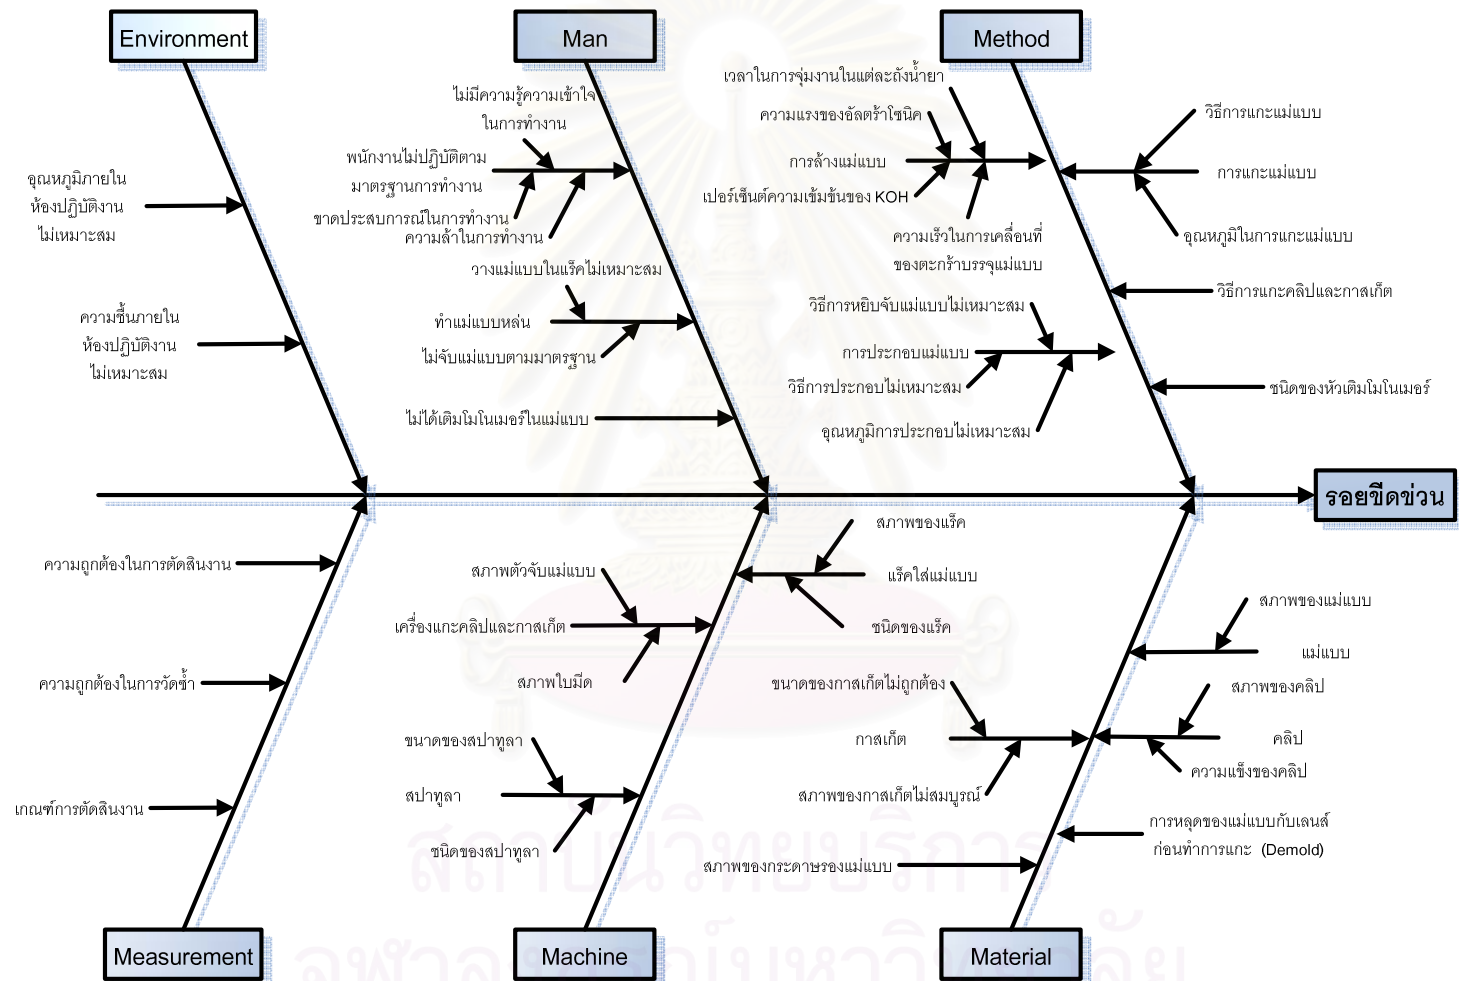 Environment
Man
Method
อุณหภูมิภายใน
ห้องปฏิบัติงาน
ไม่เหมาะสม
ความชื้นภายใน
ห้องปฏิบัติงาน
ไม่เหมาะสม
ไม่มีความรู้ความเข้าใจ
ในการทำงาน
พนักงานไม่ปฏิบัติตาม
มาตรฐานการทำงาน
ขาดประสบการณ์ในการทำงาน
ความล้าในการทำงาน
วางแม่แบบในแร็คไม่เหมาะสม
ทำแม่แบบหล่น
ไม่จับแม่แบบตามมาตรฐาน
ไม่ได้เติมโมโนเมอร์ในแม่แบบ
เวลาในการจุ่มงานในแต่ละถังน้ำยา
ความแรงของอัลตร้าโซนิค
การล้างแม่แบบ
เปอร์เซ็นต์ความเข้มข้นของ KOH
ความเร็วในการเคลื่อนที่
ของตะกร้าบรรจุแม่แบบ
วิธีการแกะแม่แบบ
การแกะแม่แบบ
อุณหภูมิในการแกะแม่แบบ
วิธีการแกะคลิปและกาสเก็ต
วิธีการหยิบจับแม่แบบไม่เหมาะสม
การประกอบแม่แบบ
วิธีการประกอบไม่เหมาะสม
อุณหภูมิการประกอบไม่เหมาะสม
ชนิดของหัวเติมโมโนเมอร์
รอยขีดข่วน
ความถูกต้องในการตัดสินงาน
ความถูกต้องในการวัดซ้ำ
เกณฑ์การตัดสินงาน
สภาพของแร็ค
แร็คใส่แม่แบบ
ชนิดของแร็ค
สภาพตัวจับแม่แบบ
เครื่องแกะคลิปและกาสเก็ต
สภาพใบมีด
ขนาดของสปาทูลา
สปาทูลา
ชนิดของสปาทูลา
สภาพของแม่แบบ
แม่แบบ
ขนาดของกาสเก็ตไม่ถูกต้อง
กาสเก็ต
สภาพของกาสเก็ตไม่สมบูรณ์
สภาพของคลิป
คลิป
ความแข็งของคลิป
การหลุดของแม่แบบกับเลนส์
ก่อนทำการแกะ (Demold)
สภาพของกระดาษรองแม่แบบ
สถาบันวิทยบริการ
จุฬาลงกรณ์มหาวิทยาลัย
Measurement
Machine
Material